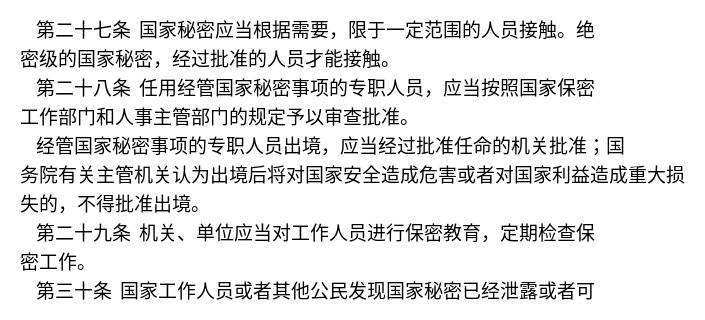 第二十七条 国家秘密应当根据需要，限于一定范围的人员接触。绝
密级的国家秘密，经过批准的人员才能接触。
第二十八条 任用经管国家秘密事项的专职人员，应当按照国家保密
工作部门和人事主管部门的规定予以审查批准。
经管国家秘密事项的专职人员出境，应当经过批准任命的机关批准；国
务院有关主管机关认为出境后将对国家安全造成危害或者对国家利益造成重大损
失的，不得批准出境。
第二十九条 机关、单位应当对工作人员进行保密教育，定期检查保
密工作。
第三十条 国家工作人员或者其他公民发现国家秘密已经泄露或者可